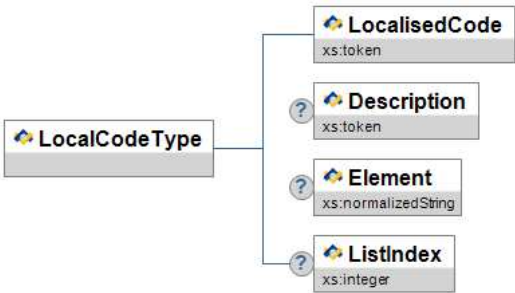 LocalisedCode
xs:token
? Description
xs:token
LocalCodeType
? Element
xs:normalizedString
? ListIndex
xs:integer